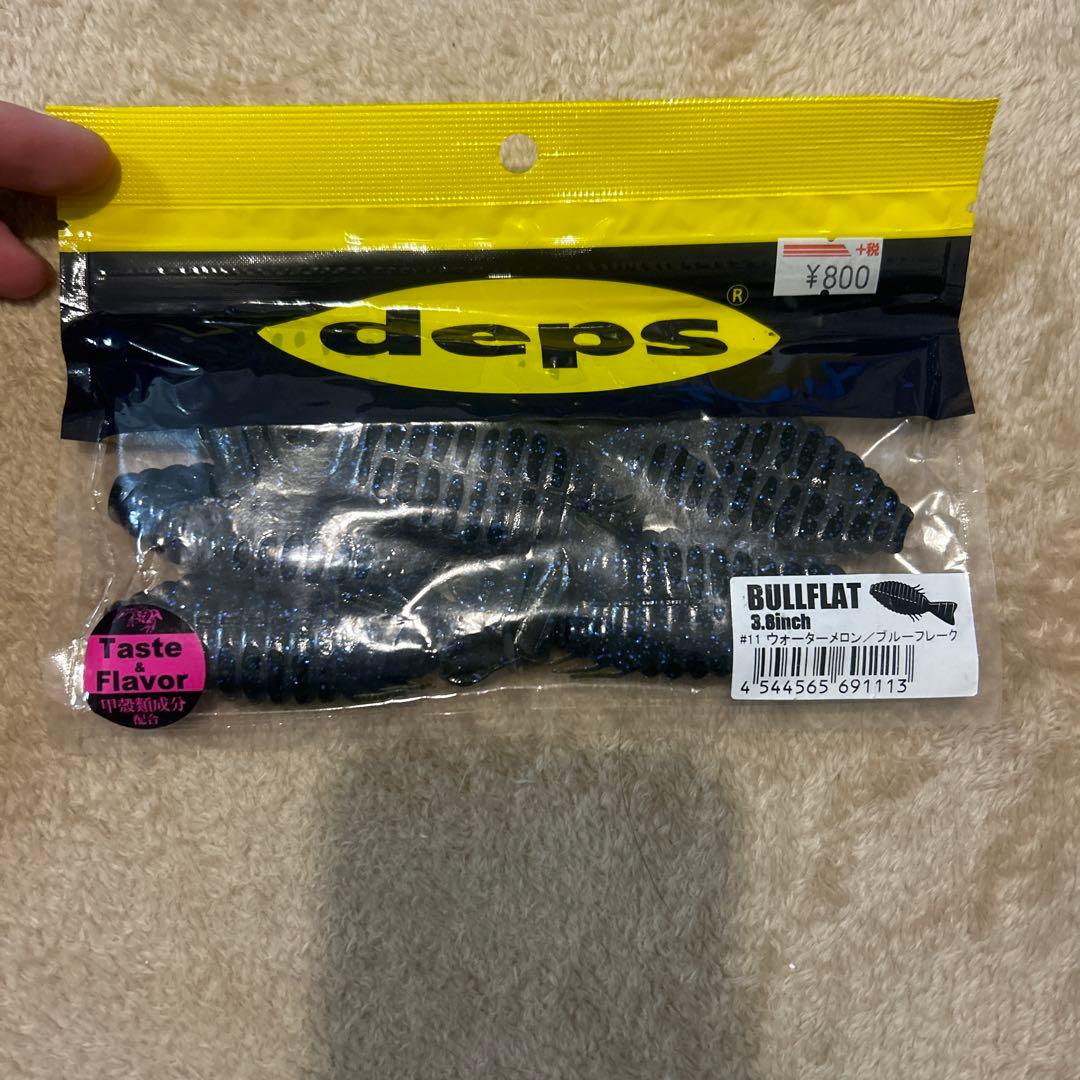 +税
¥800
deps®
BULLFLAT
3.8inch
#11 ウォーターメロン/ブルーフレーク
4 544565 691113
Taste
&
Flavor
甲殻類成分
配合